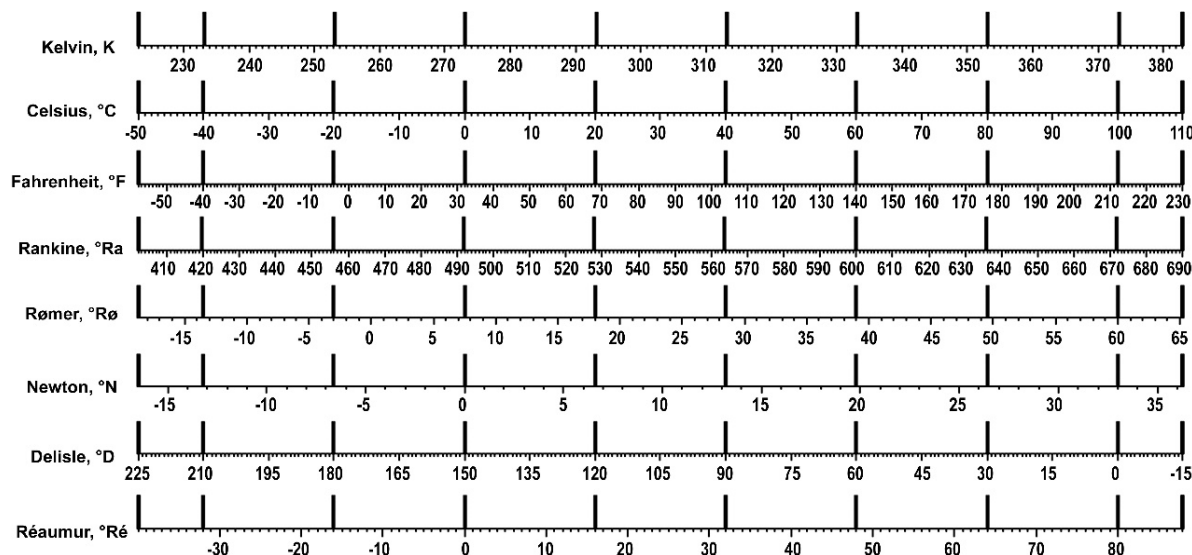 Kelvin, K
230 240 250 260 270 280 290 300 310 320 330 340 350 360 370 380
Celsius, °C
-50 -40 -30 -20 -10 0 10 20 30 40 50 60 70 80 90 100 110
Fahrenheit, °F
-50 -40 -30 -20 -10 0 10 20 30 40 50 60 70 80 90 100 110 120 130 140 150 160 170 180 190 200 210 220 230
Rankine, °Ra
410 420 430 440 450 460 470 480 490 500 510 520 530 540 550 560 570 580 590 600 610 620 630 640 650 660 670 680 690
Rømer, °Rø
-15 -10 -5 0 5 10 15 20 25 30 35 40 45 50 55 60 65
Newton, °N
-15 -10 -5 0 5 10 15 20 25 30 35
Delisle, °D
225 210 195 180 165 150 135 120 105 90 75 60 45 30 15 0 -15
Réaumur, °Ré
-30 -20 -10 0 10 20 30 40 50 60 70 80